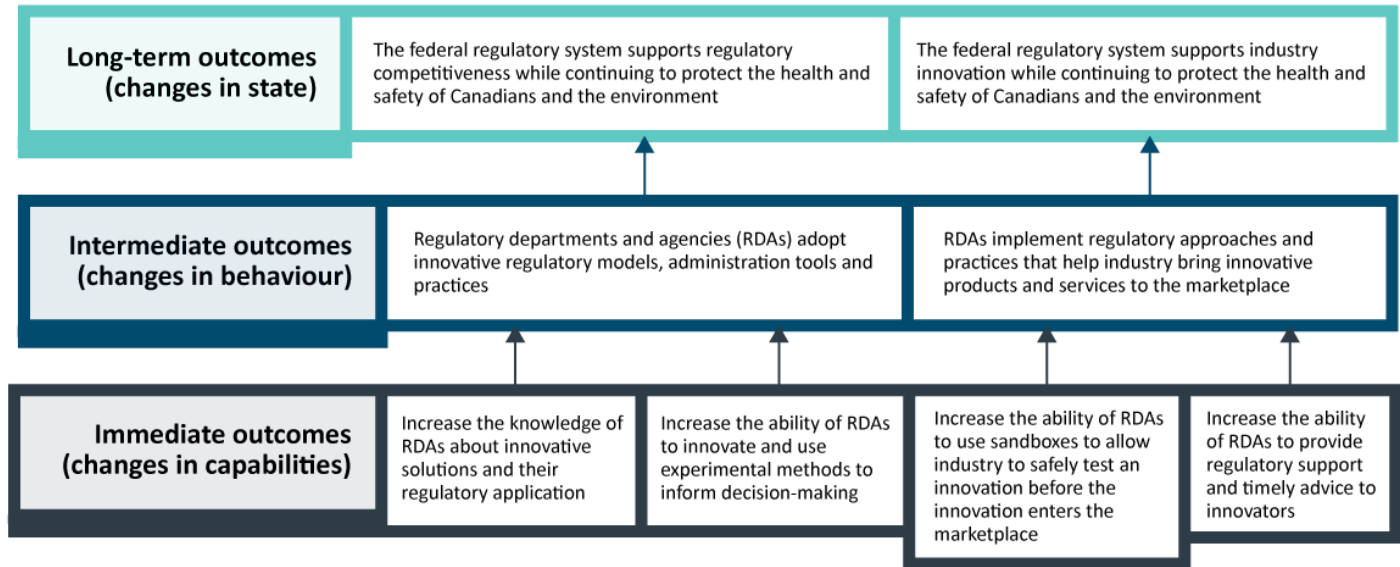 Long-term outcomes
(changes in state)
The federal regulatory system supports regulatory
competitiveness while continuing to protect the health and
safety of Canadians and the environment
The federal regulatory system supports industry
innovation while continuing to protect the health and
safety of Canadians and the environment
Intermediate outcomes
(changes in behaviour)
Regulatory departments and agencies (RDAs) adopt
innovative regulatory models, administration tools and
practices
RDAs implement regulatory approaches and
practices that help industry bring innovative
products and services to the marketplace
Immediate outcomes
(changes in capabilities)
Increase the knowledge of
RDAs about innovative
solutions and their
regulatory application
Increase the ability of RDAs
to innovate and use
experimental methods to
inform decision-making
Increase the ability of RDAs
to use sandboxes to allow
industry to safely test an
innovation before the
innovation enters the
marketplace
Increase the ability
of RDAs to provide
regulatory support
and timely advice to
innovators